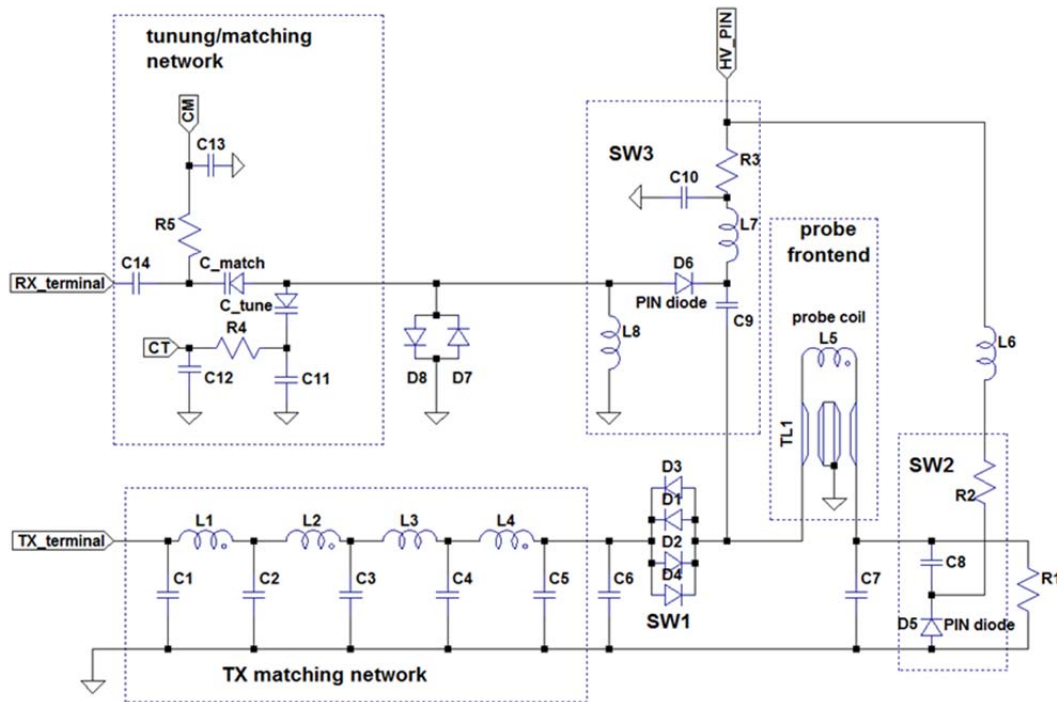 tunung/matching
network
HV_PIN
CM
C13
SW3
R3
C10
R5
L7
probe
frontend
C14
C_match
D6
RX_terminal
PIN diode
C_tune
C9
probe coil
R4
L8
L5
L6
CT
C12
C11
D8
D7
TL1
SW2
D3
R2
D1
L1
L2
L3
L4
TX_terminal
D2
D4
C1
C2
C3
C4
C5
C6
C7
C8
R1
SW1
D5
PIN diode
TX matching network